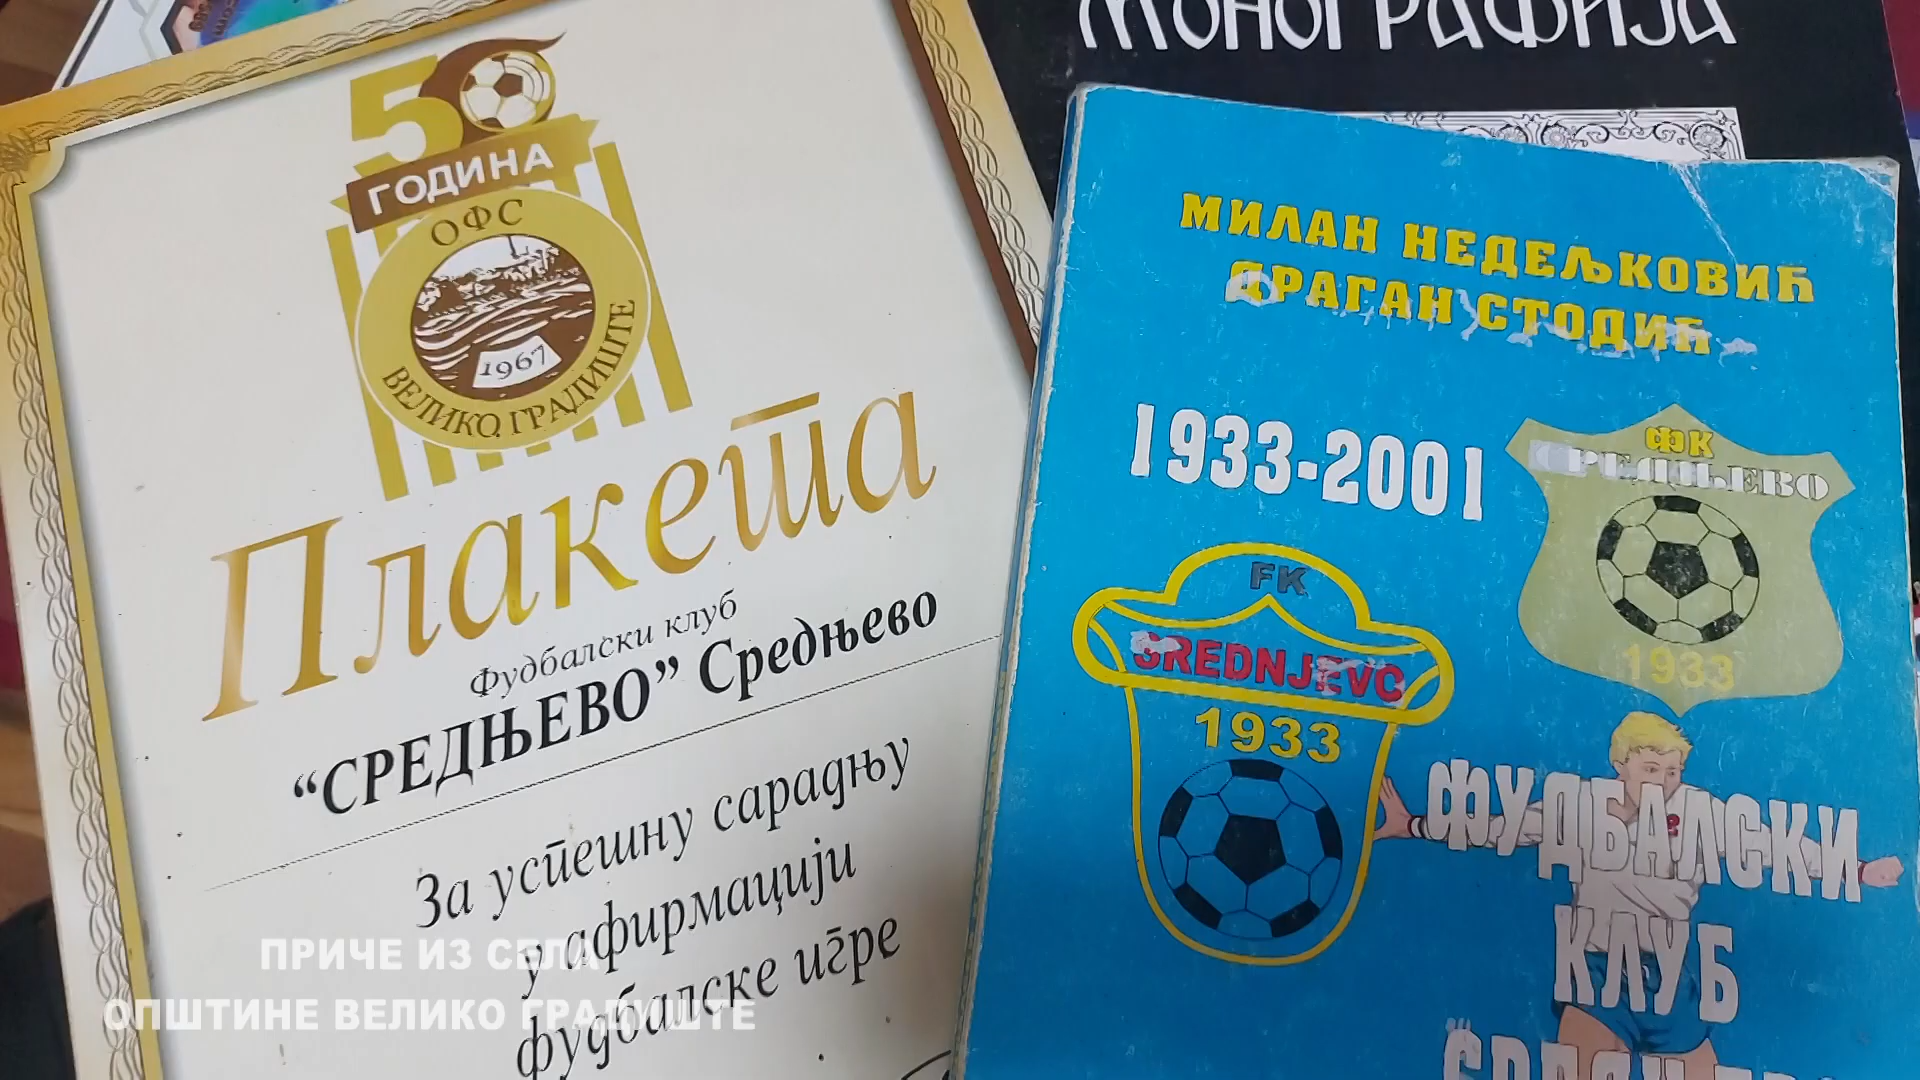 50
ГОДИНА
ОФС
1967
ВЕЛИКО ГРАДИШТЕ
Плакета
Фудбалски клуб
“СРЕДЊЕВО” Средњево
За успешну сарадњу
у афирмацији
фудбалске игре
МОНОГРАФИЈА
МИЛАН НЕДЕЉКОВИЋ
ДРАГАН СТОДИЋ
1933-2001
ФК
СРЕДЊЕВО
1933
FK
SREDNJEVO
1933
ФУДБАЛСКИ
КЛУБ
ПРИЧЕ ИЗ СЕЛА
ОПШТИНЕ ВЕЛИКО ГРАДИШТЕ